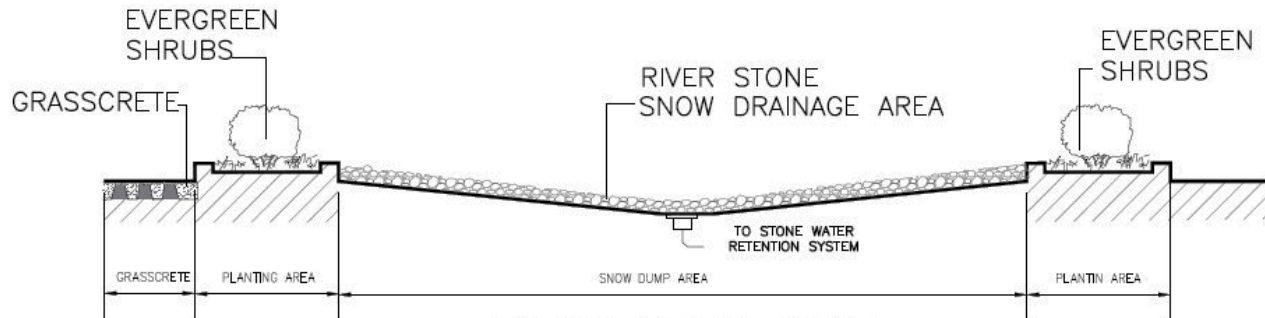 EVERGREEN
SHRUBS
GRASSCRETE
RIVER STONE
SNOW DRAINAGE AREA
EVERGREEN
SHRUBS
TO STONE WATER
RETENTION SYSTEM
GRASSCRETE
PLANTING AREA
SNOW DUMP AREA
PLANTIN AREA